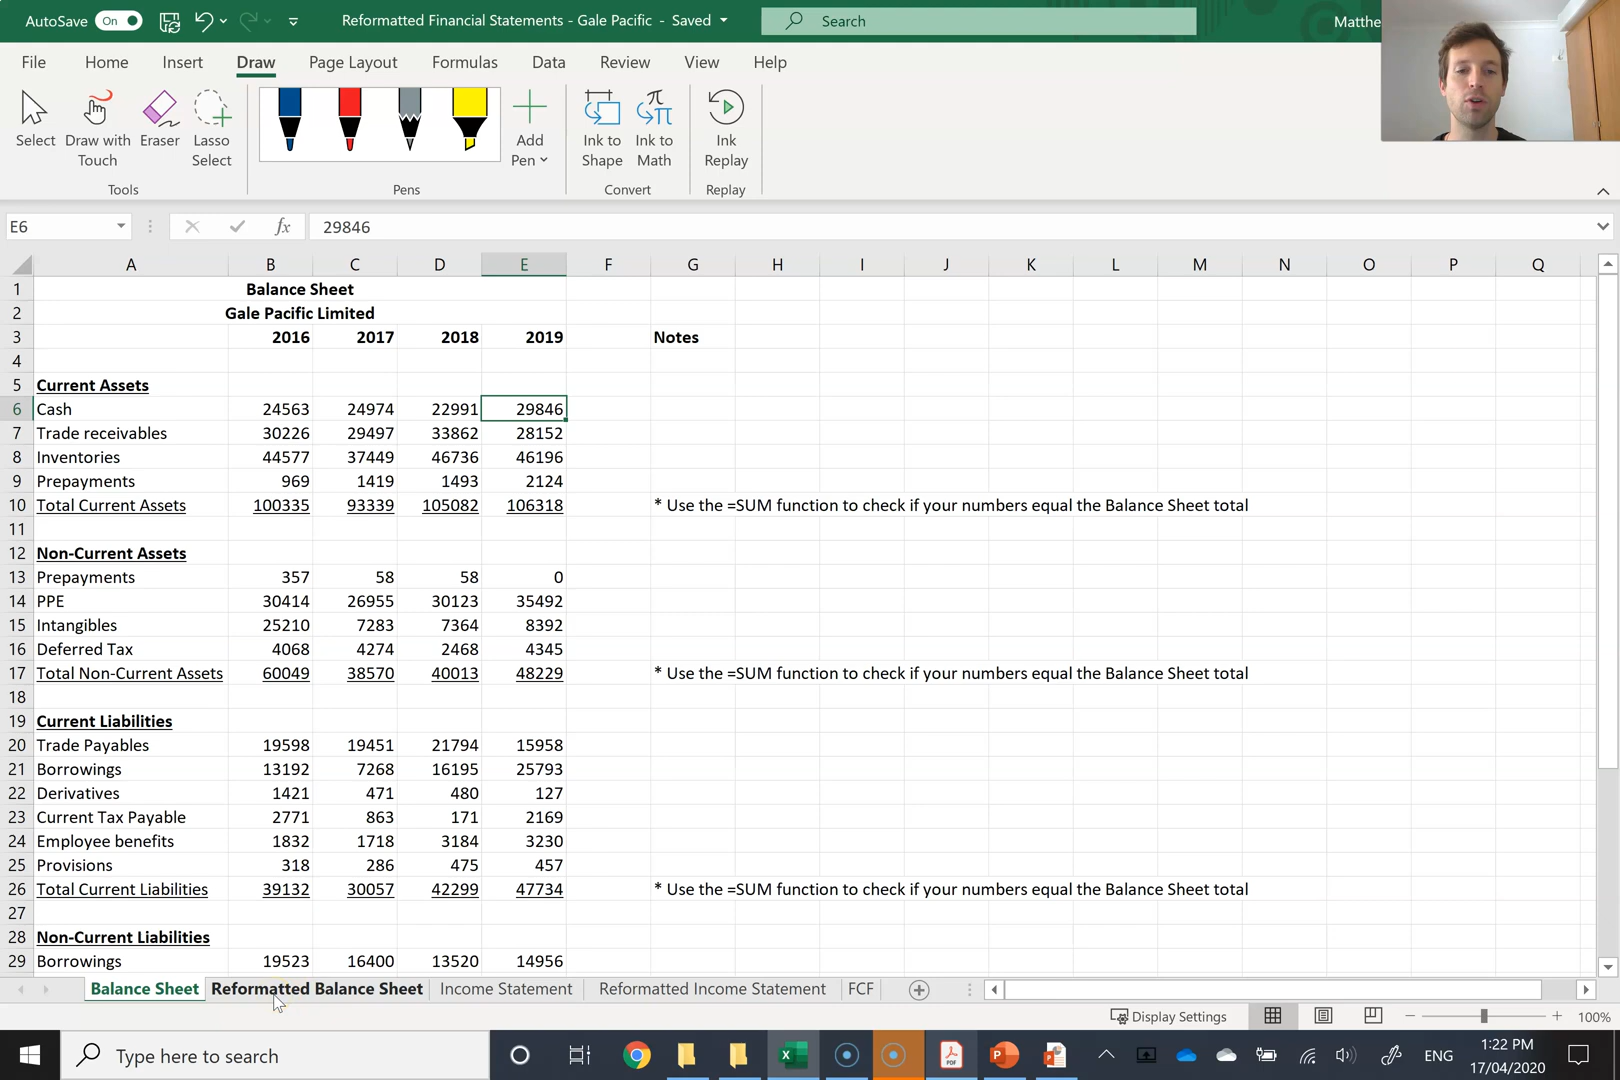 AutoSave On Reformatted Financial Statements - Gale Pacific - Saved Search Matthe
File Home Insert Draw Page Layout Formulas Data Review View Help
Select Draw with Touch Eraser Lasso Select Add Pen Ink to Shape Ink to Math Ink Replay
Tools Pens Convert Replay
E6 fx 29846
A B C D E F G H I J K L M N O P Q
1 Balance Sheet
2 Gale Pacific Limited
3 2016 2017 2018 2019 Notes
4
5 Current Assets
6 Cash 24563 24974 22991 29846
7 Trade receivables 30226 29497 33862 28152
8 Inventories 44577 37449 46736 46196
9 Prepayments 969 1419 1493 2124
10 Total Current Assets 100335 93339 105082 106318 * Use the =SUM function to check if your numbers equal the Balance Sheet total
11
12 Non-Current Assets
13 Prepayments 357 58 58 0
14 PPE 30414 26955 30123 35492
15 Intangibles 25210 7283 7364 8392
16 Deferred Tax 4068 4274 2468 4345
17 Total Non-Current Assets 60049 38570 40013 48229 * Use the =SUM function to check if your numbers equal the Balance Sheet total
18
19 Current Liabilities
20 Trade Payables 19598 19451 21794 15958
21 Borrowings 13192 7268 16195 25793
22 Derivatives 1421 471 480 127
23 Current Tax Payable 2771 863 171 2169
24 Employee benefits 1832 1718 3184 3230
25 Provisions 318 286 475 457
26 Total Current Liabilities 39132 30057 42299 47734 * Use the =SUM function to check if your numbers equal the Balance Sheet total
27
28 Non-Current Liabilities
29 Borrowings 19523 16400 13520 14956
Balance Sheet Reformatted Balance Sheet Income Statement Reformatted Income Statement FCF
Display Settings 100%
Type here to search ENG 1:22 PM
17/04/2020